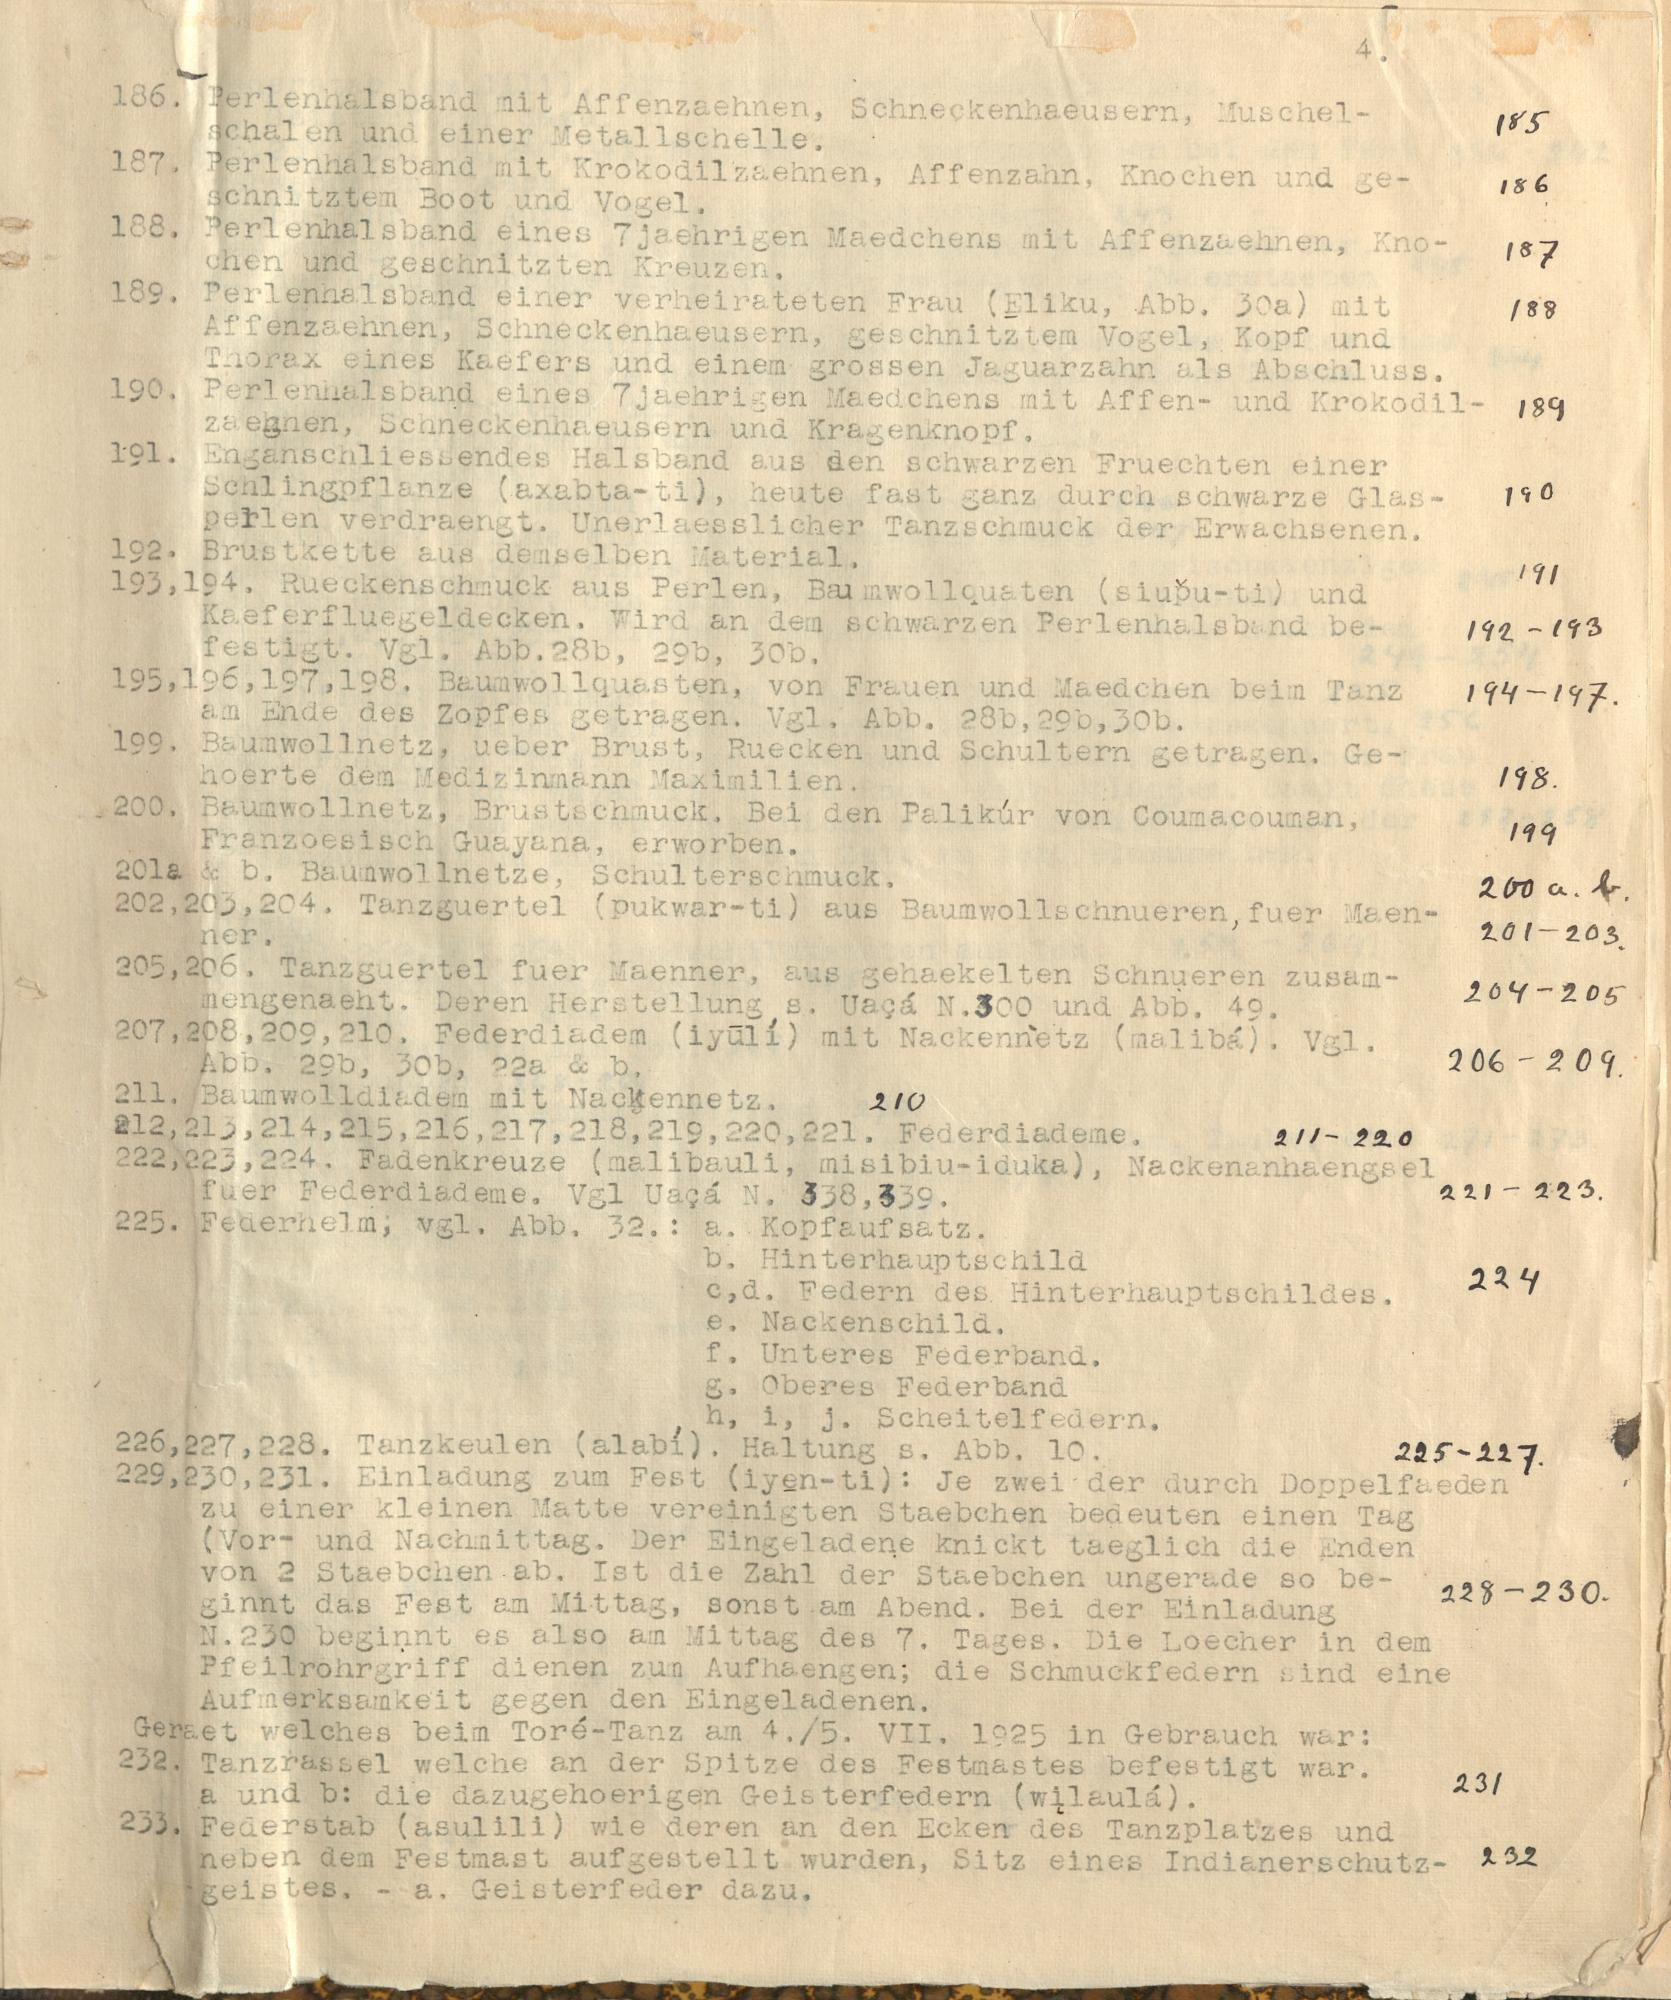 4.
186. Perlenhalsband mit Affenzaehnen, Schneckenhaeusern, Muschel-
schalen und einer Metallschelle. 185
187. Perlenhalsband mit Krokodilzaehnen, Affenzahn, Knochen und ge-
schnitztem Boot und Vogel. 186
188. Perlenhalsband eines 7jaehrigen Maedchens mit Affenzaehnen, Kno-
chen und geschnitzten Kreuzen. 187
189. Perlenhalsband einer verheirateten Frau (Eliku, Abb. 30a) mit 188
Affenzaehnen, Schneckenhaeusern, geschnitztem Vogel, Kopf und
Thorax eines Kaefers und einem grossen Jaguarzahn als Abschluss.
190. Perlenhalsband eines 7jaehrigen Maedchens mit Affen- und Krokodil- 189
zaehnen, Schneckenhaeusern und Kragenknopf.
191. Enganschliessendes Halsband aus den schwarzen Fruechten einer
Schlingpflanze (axabta-ti), heute fast ganz durch schwarze Glas- 190
perlen verdraengt. Unerlaesslicher Tanzschmuck der Erwachsenen.
192. Brustkette aus demselben Material. 191
193,194. Rueckenschmuck aus Perlen, Baumwollquaten (siup̌u-ti) und
Kaeferfluegeldecken. Wird an dem schwarzen Perlenhalsband be- 192-193
festigt. Vgl. Abb.28b, 29b, 30b.
195,196,197,198. Baumwollquasten, von Frauen und Maedchen beim Tanz 194-197.
am Ende des Zopfes getragen. Vgl. Abb. 28b,29b,30b.
199. Baumwollnetz, ueber Brust, Ruecken und Schultern getragen. Ge-
hoerte dem Medizinmann Maximilien. 198.
200. Baumwollnetz, Brustschmuck. Bei den Palikúr von Coumacouman,
Franzoesisch Guayana, erworben. 199
201a & b. Baumwollnetze, Schulterschmuck. 200 a. b.
202,203,204. Tanzguertel (pukwar-ti) aus Baumwollschnueren,fuer Maen-
ner. 201-203.
205,206. Tanzguertel fuer Maenner, aus gehaekelten Schnueren zusam-
mengenaeht. Deren Herstellung s. Uaçá N.300 und Abb. 49. 204-205
207,208,209,210. Federdiadem (iyūlí) mit Nackennetz (malibá). Vgl.
Abb. 29b, 30b, 22a & b. 206-209.
211. Baumwolldiadem mit Nackennetz. 210
212,213,214,215,216,217,218,219,220,221. Federdiademe. 211-220
222,223,224. Fadenkreuze (malibauli, misibiu-iduka), Nackenanhaengsel
fuer Federdiademe. Vgl Uaçá N. 338,339. 221-223.
225. Federhelm; vgl. Abb. 32.: a. Kopfaufsatz.
b. Hinterhauptschild
c,d. Federn des Hinterhauptschildes. 224
e. Nackenschild.
f. Unteres Federband.
g. Oberes Federband
h, i, j. Scheitelfedern.
226,227,228. Tanzkeulen (alabí). Haltung s. Abb. 10. 225-227.
229,230,231. Einladung zum Fest (iyen-ti): Je zwei der durch Doppelfaeden
zu einer kleinen Matte vereinigten Staebchen bedeuten einen Tag
(Vor- und Nachmittag. Der Eingeladene knickt taeglich die Enden
von 2 Staebchen ab. Ist die Zahl der Staebchen ungerade so be- 228-230.
ginnt das Fest am Mittag, sonst am Abend. Bei der Einladung
N.230 beginnt es also am Mittag des 7. Tages. Die Loecher in dem
Pfeilrohrgriff dienen zum Aufhaengen; die Schmuckfedern sind eine
Aufmerksamkeit gegen den Eingeladenen.
Geraet welches beim Toré-Tanz am 4./5. VII. 1925 in Gebrauch war:
232. Tanzrassel welche an der Spitze des Festmastes befestigt war.
a und b: die dazugehoerigen Geisterfedern (wįlaulá). 231
233. Federstab (asulili) wie deren an den Ecken des Tanzplatzes und
neben dem Festmast aufgestellt wurden, Sitz eines Indianerschutz- 232
geistes. - a. Geisterfeder dazu.